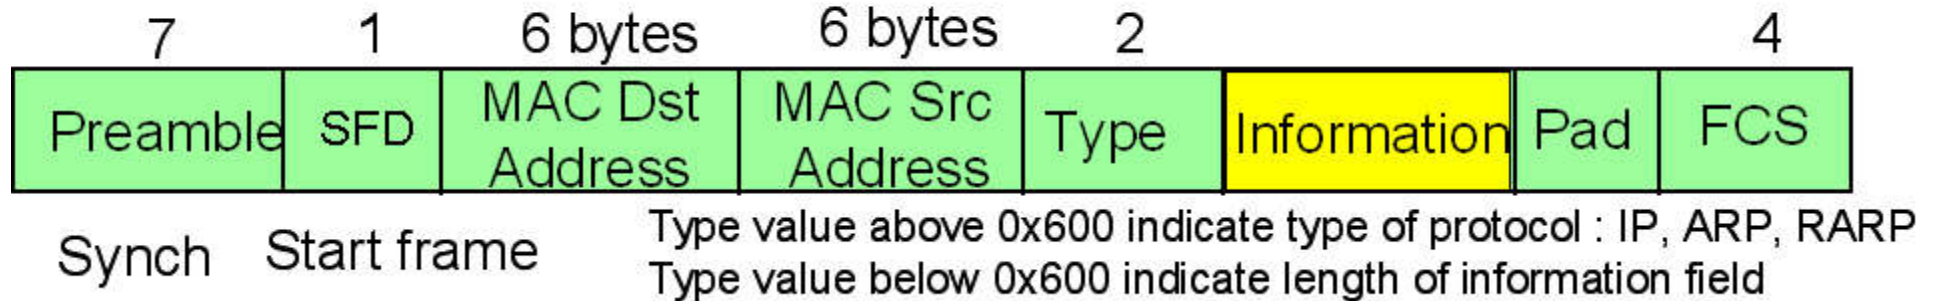 7 1 6 bytes 6 bytes 2 4
Preamble SFD MAC Dst Address MAC Src Address Type Information Pad FCS
Synch Start frame
Type value above 0x600 indicate type of protocol : IP, ARP, RARP
Type value below 0x600 indicate length of information field